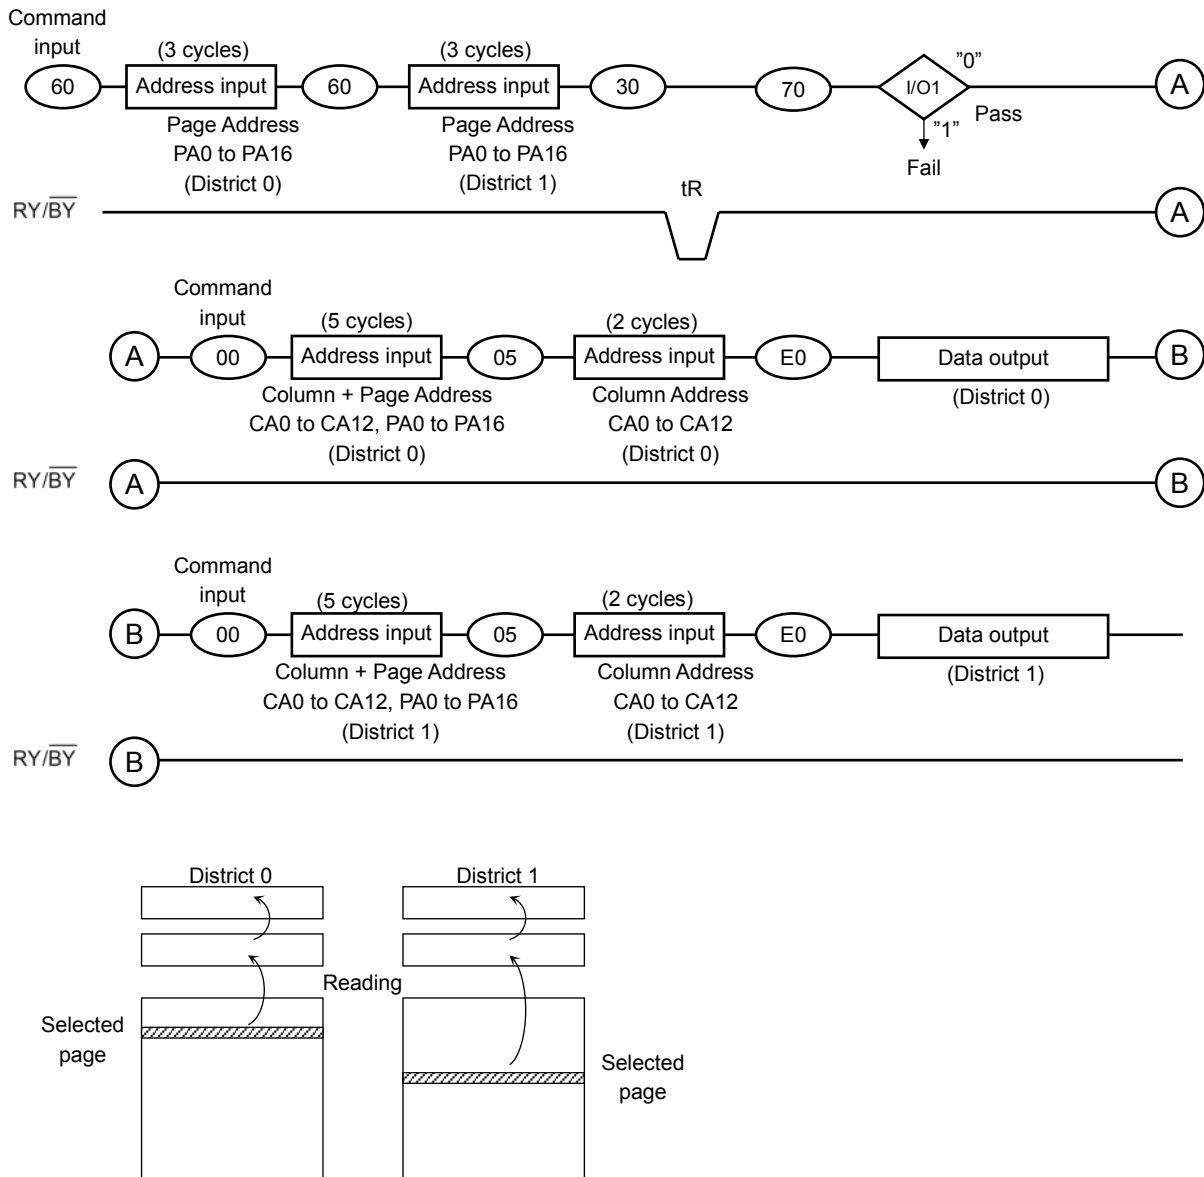 Command
input
(3 cycles)
(3 cycles)
"0"
60
Address input
60
Address input
30
70
I/O1
A
Page Address
PA0 to PA16
(District 0)
Page Address
PA0 to PA16
(District 1)
"1"
Pass
Fail
tR
RY/BY
A
Command
input
(5 cycles)
(2 cycles)
A
00
Address input
05
Address input
E0
Data output
B
Column + Page Address
CA0 to CA12, PA0 to PA16
(District 0)
Column Address
CA0 to CA12
(District 0)
(District 0)
RY/BY
A
B
Command
input
(5 cycles)
(2 cycles)
B
00
Address input
05
Address input
E0
Data output
Column + Page Address
CA0 to CA12, PA0 to PA16
(District 1)
Column Address
CA0 to CA12
(District 1)
(District 1)
RY/BY
B
District 0
District 1
Reading
Selected
page
Selected
page